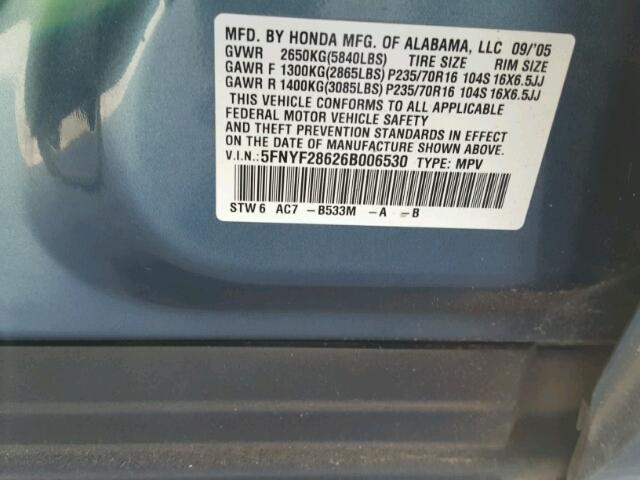 MFD. BY HONDA MFG. OF ALABAMA, LLC 09/'05
GVWR 2650KG(5840LBS) TIRE SIZE RIM SIZE
GAWR F 1300KG(2865LBS) P235/70R16 104S 16X6.5JJ
GAWR R 1400KG(3085LBS) P235/70R16 104S 16X6.5JJ
THIS VEHICLE CONFORMS TO ALL APPLICABLE
FEDERAL MOTOR VEHICLE SAFETY
AND THEFT PREVENTION STANDARDS IN EFFECT
ON THE DATE OF MANUFACTURE SHOWN ABOVE.
V.I.N.: 5FNYF28626B006530 TYPE: MPV
STW6 AC7 -B533M -A -B